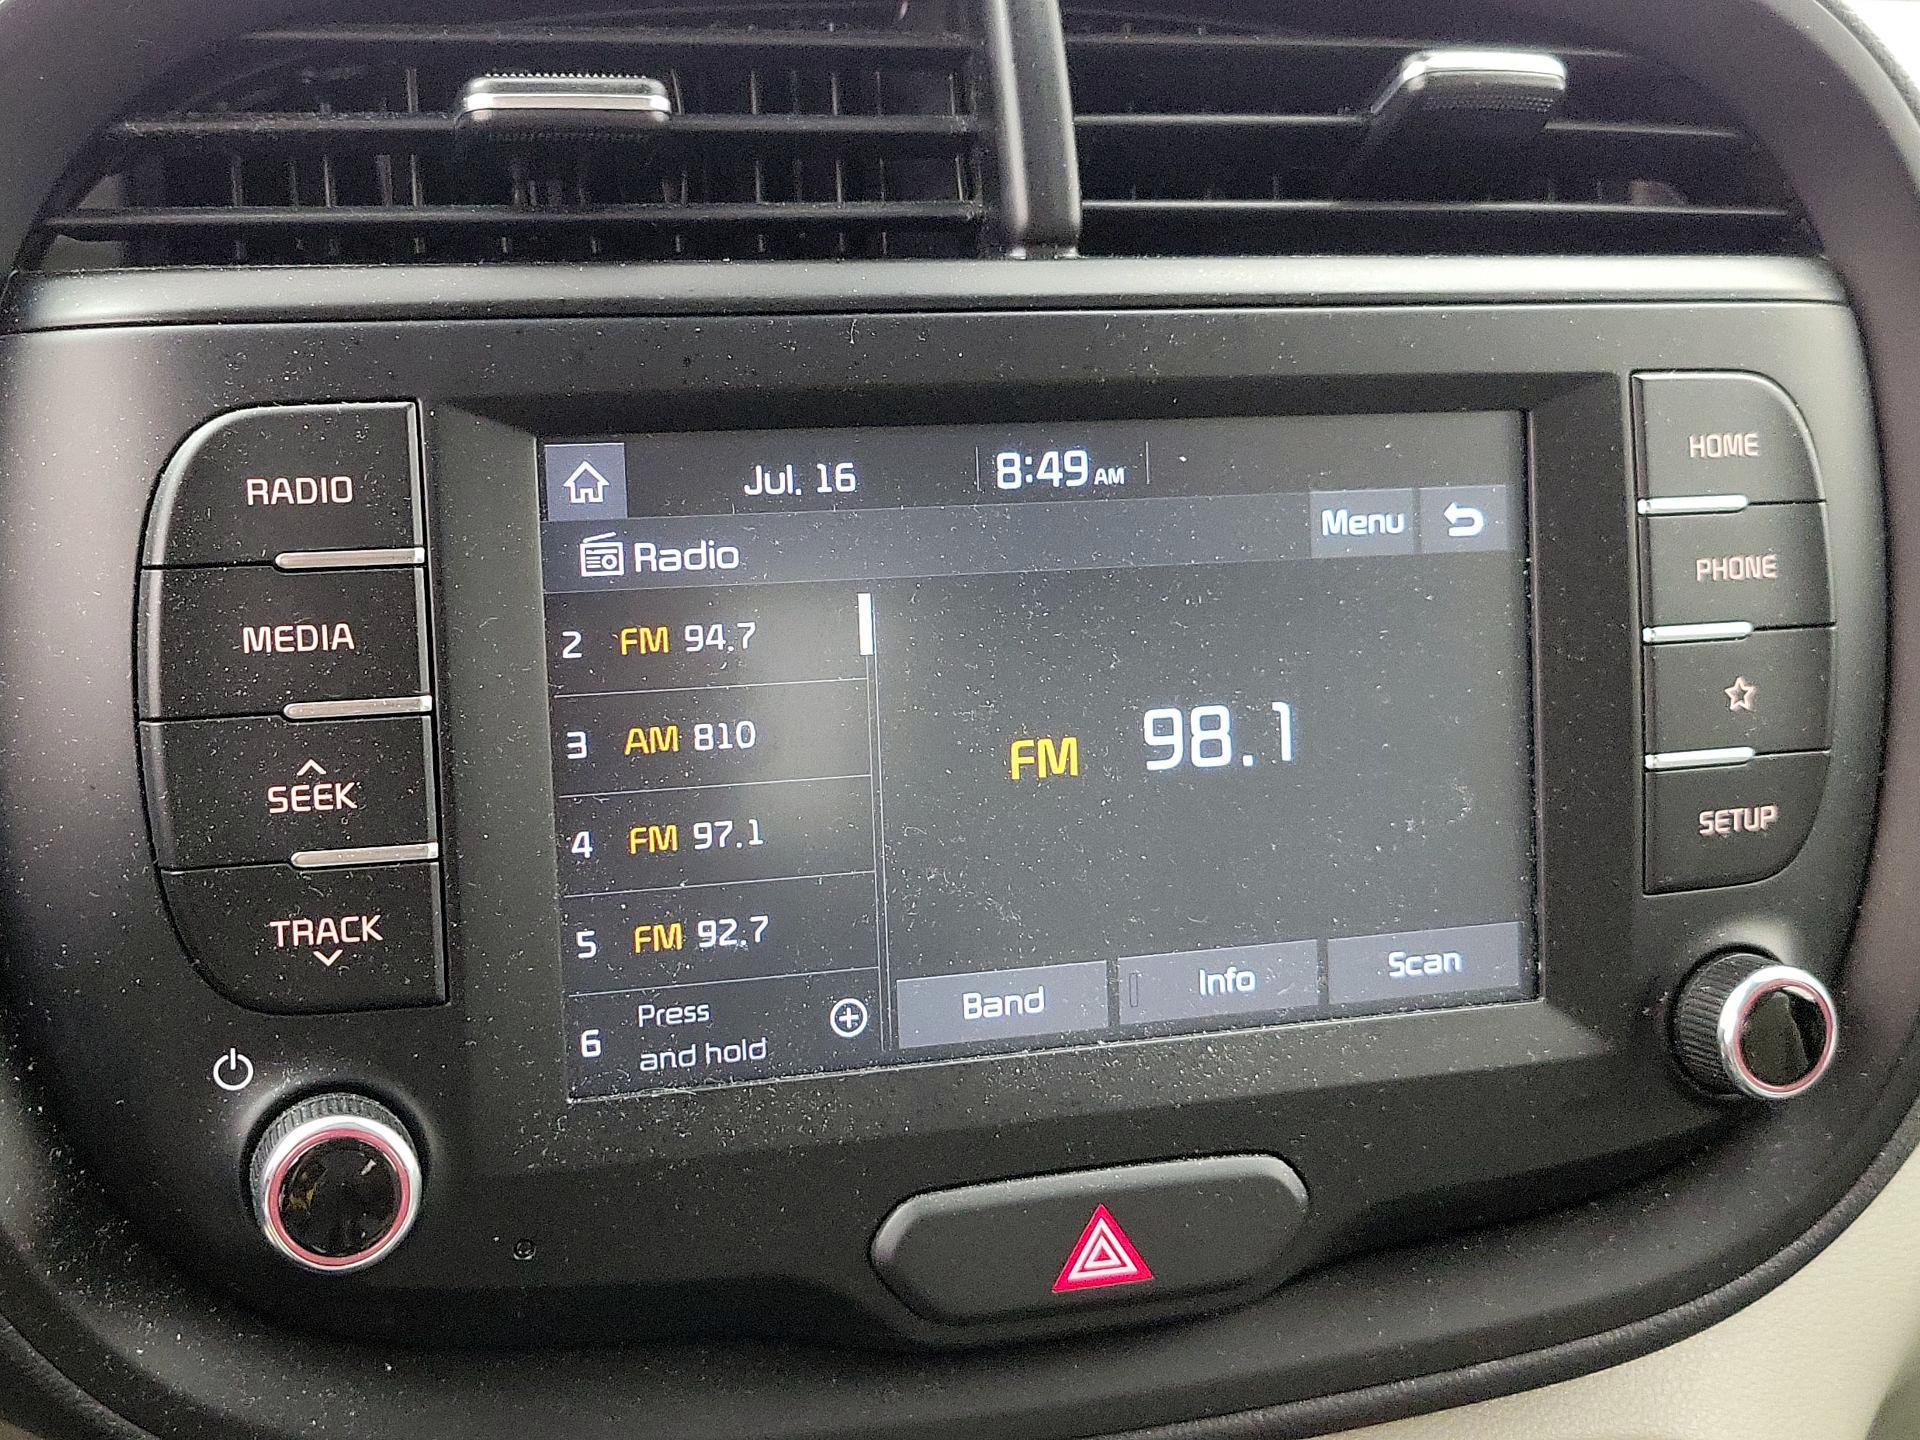 RADIO
MEDIA
SEEK
TRACK
Jul. 16
8:49 AM
Radio
Menu
2 FM 94.7
3 AM 810
4 FM 97.1
5 FM 92.7
6 Press
and hold
FM 98.1
Band
Info
Scan
HOME
PHONE
SETUP